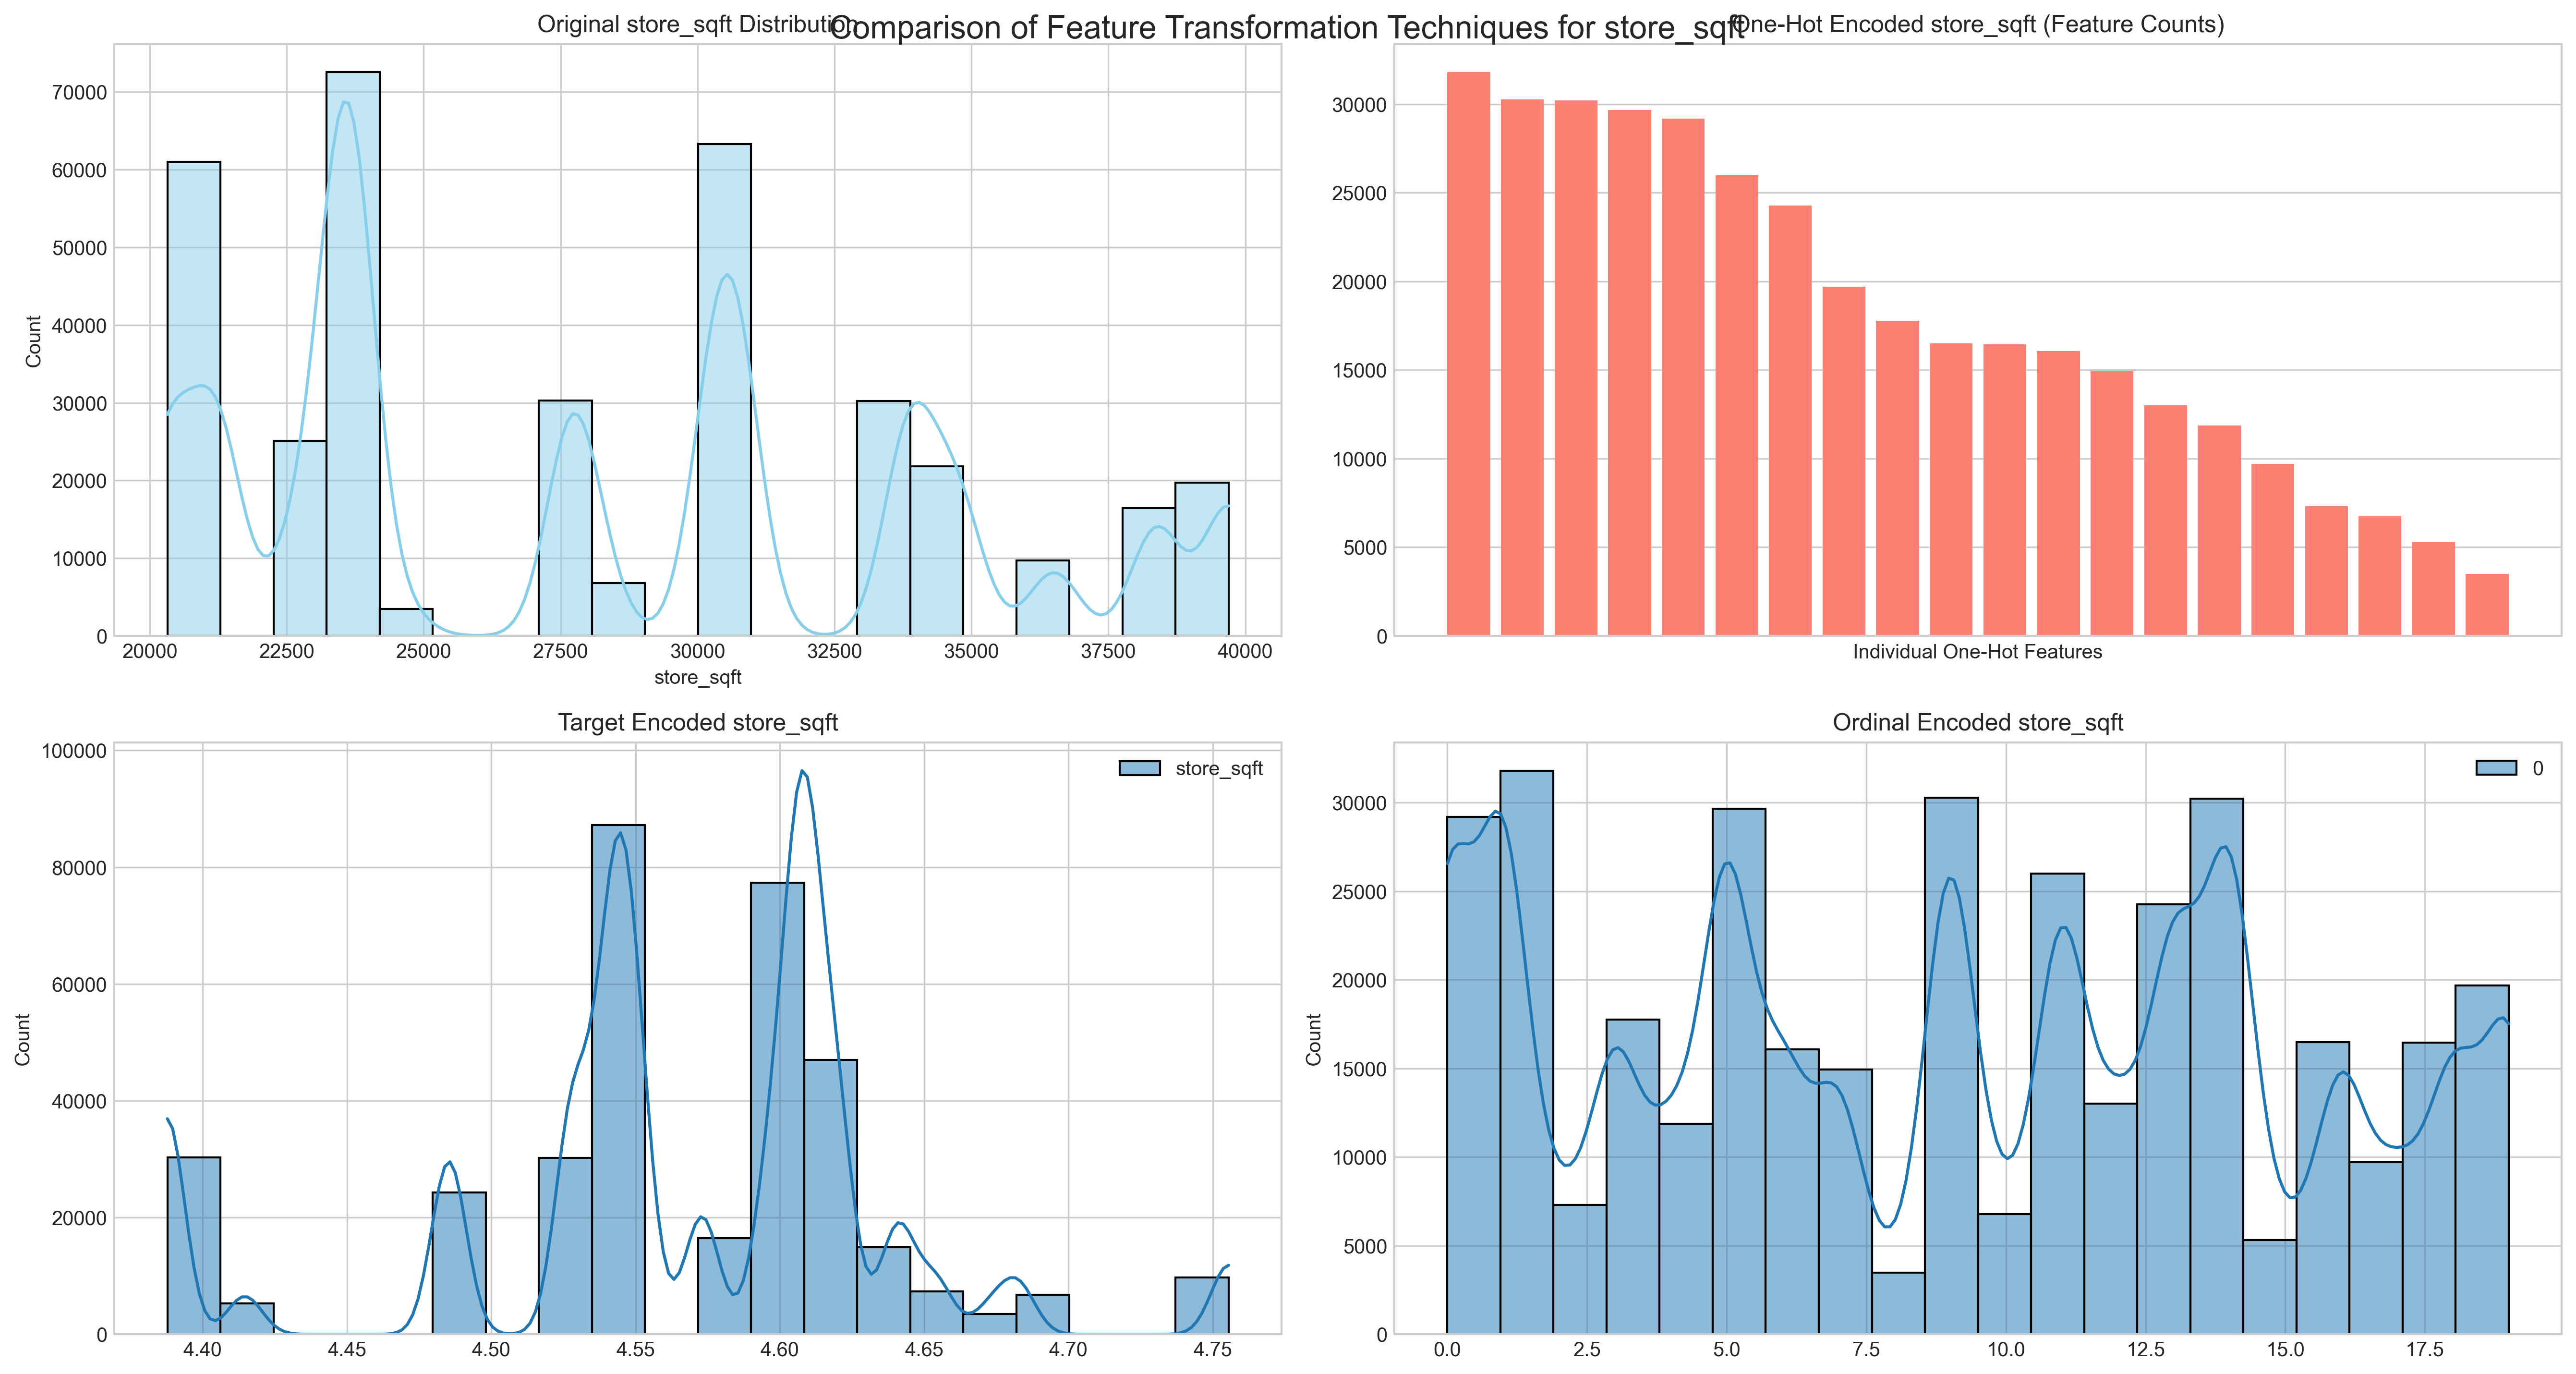 Comparison of Feature Transformation Techniques for store_sqft
Original store_sqft Distribution
70000
60000
50000
40000
30000
20000
10000
0
Count
20000 22500 25000 27500 30000 32500 35000 37500 40000
store_sqft
One-Hot Encoded store_sqft (Feature Counts)
30000
25000
20000
15000
10000
5000
0
Individual One-Hot Features
Target Encoded store_sqft
store_sqft
100000
80000
60000
40000
20000
0
Count
4.40 4.45 4.50 4.55 4.60 4.65 4.70 4.75
Ordinal Encoded store_sqft
0
30000
25000
20000
15000
10000
5000
0
Count
0.0 2.5 5.0 7.5 10.0 12.5 15.0 17.5